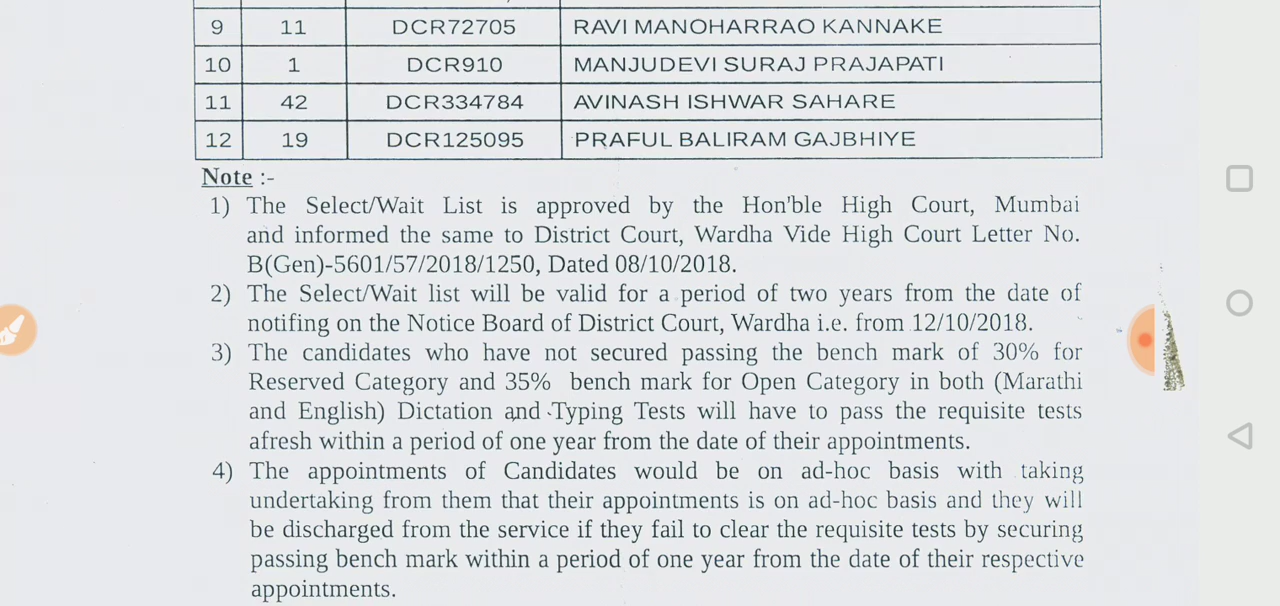 9 11 DCR72705 RAVI MANOHARRAO KANNAKE
10 1 DCR910 MANJUDEVI SURAJ PRAJAPATI
11 42 DCR334784 AVINASH ISHWAR SAHARE
12 19 DCR125095 PRAFUL BALIRAM GAJBHIYE
Note :-
1) The Select/Wait List is approved by the Hon'ble High Court, Mumbai
and informed the same to District Court, Wardha Vide High Court Letter No.
B(Gen)-5601/57/2018/1250, Dated 08/10/2018.
2) The Select/Wait list will be valid for a period of two years from the date of
notifing on the Notice Board of District Court, Wardha i.e. from 12/10/2018.
3) The candidates who have not secured passing the bench mark of 30% for
Reserved Category and 35% bench mark for Open Category in both (Marathi
and English) Dictation and Typing Tests will have to pass the requisite tests
afresh within a period of one year from the date of their appointments.
4) The appointments of Candidates would be on ad-hoc basis with taking
undertaking from them that their appointments is on ad-hoc basis and they will
be discharged from the service if they fail to clear the requisite tests by securing
passing bench mark within a period of one year from the date of their respective
appointments.